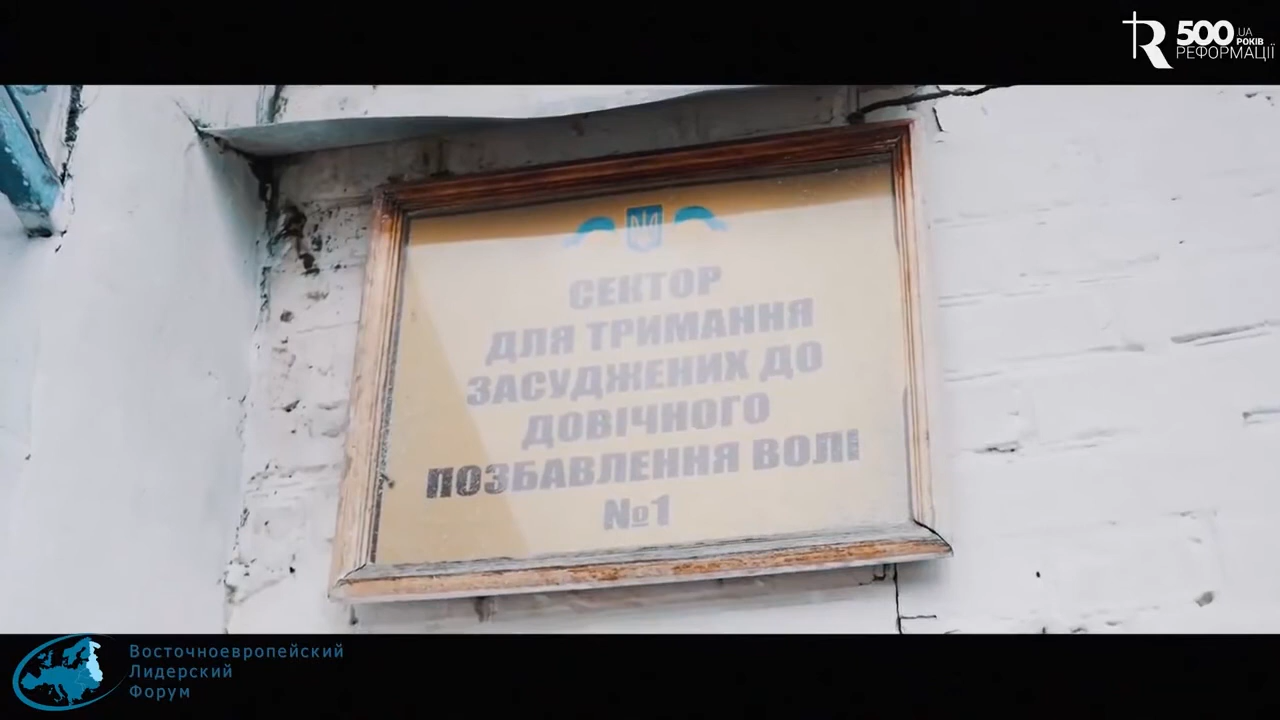 500 UA
РОКІВ
РЕФОРМАЦІЇ
СЕКТОР
ДЛЯ ТРИМАННЯ
ЗАСУДЖЕНИХ ДО
ДОВІЧНОГО
ПОЗБАВЛЕННЯ ВОЛІ
№1
Восточноевропейский
Лидерский
Форум